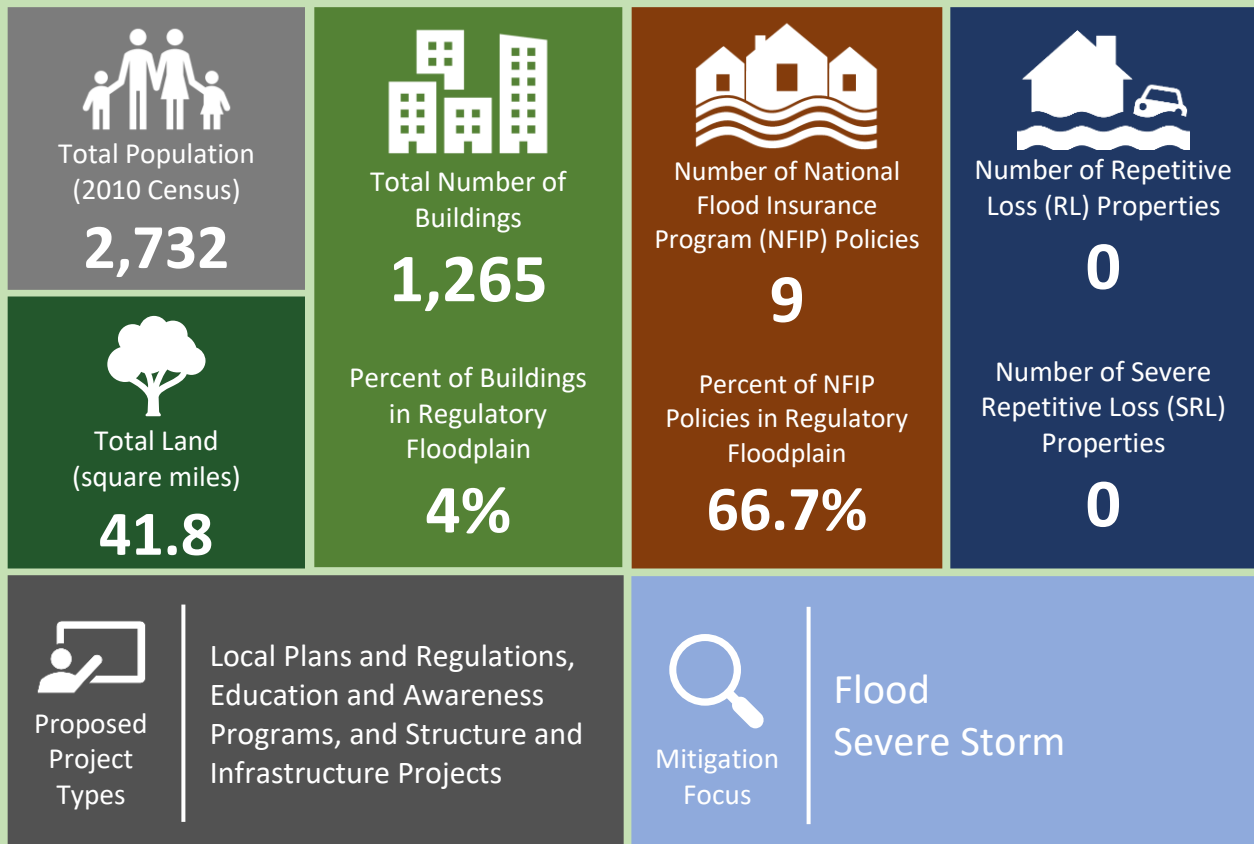 Total Population
(2010 Census)
2,732
Total Land
(square miles)
41.8
Total Number of
Buildings
1,265
Percent of Buildings
in Regulatory
Floodplain
4%
Number of National
Flood Insurance
Program (NFIP) Policies
9
Percent of NFIP
Policies in Regulatory
Floodplain
66.7%
Number of Repetitive
Loss (RL) Properties
0
Number of Severe
Repetitive Loss (SRL)
Properties
0
Proposed
Project
Types
Local Plans and Regulations,
Education and Awareness
Programs, and Structure and
Infrastructure Projects
Mitigation
Focus
Flood
Severe Storm